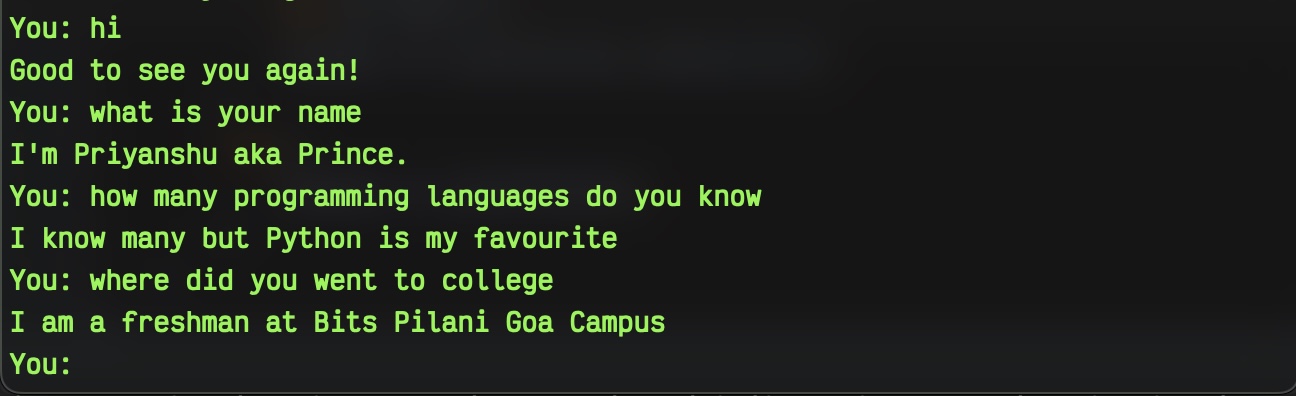 You: hi
Good to see you again!
You: what is your name
I'm Priyanshu aka Prince.
You: how many programming languages do you know
I know many but Python is my favourite
You: where did you went to college
I am a freshman at Bits Pilani Goa Campus
You: